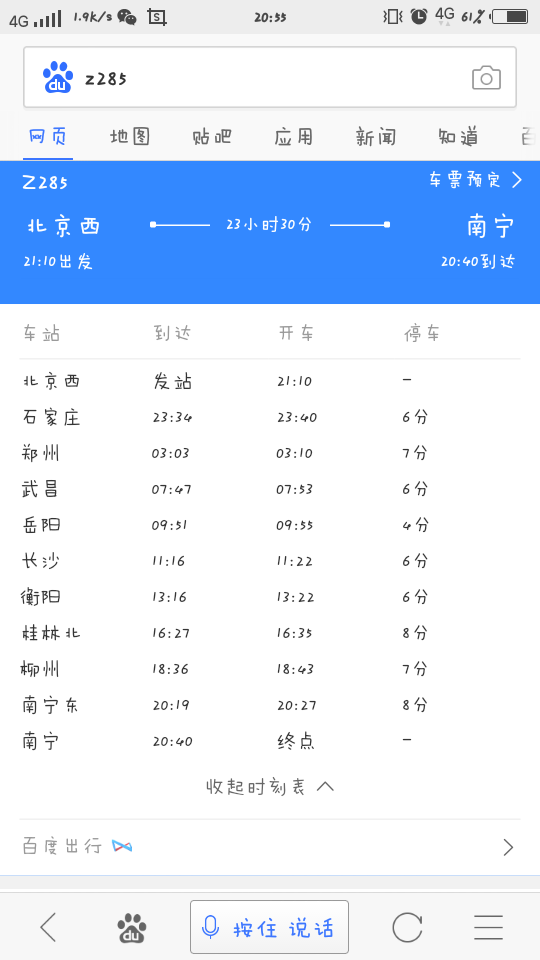 4G 1.9k/s 20:55 4G 61%
du z285
网页 地图 贴吧 应用 新闻 知道
Z285 车票预定
北京西 23小时30分 南宁
21:10出发 20:40到达
车站 到达 开车 停车
北京西 发站 21:10 —
石家庄 23:34 23:40 6分
郑州 03:03 03:10 7分
武昌 07:47 07:53 6分
岳阳 09:51 09:55 4分
长沙 11:16 11:22 6分
衡阳 13:16 13:22 6分
桂林北 16:27 16:35 8分
柳州 18:36 18:43 7分
南宁东 20:19 20:27 8分
南宁 20:40 终点 —
收起时刻表
百度出行
du 按住 说话